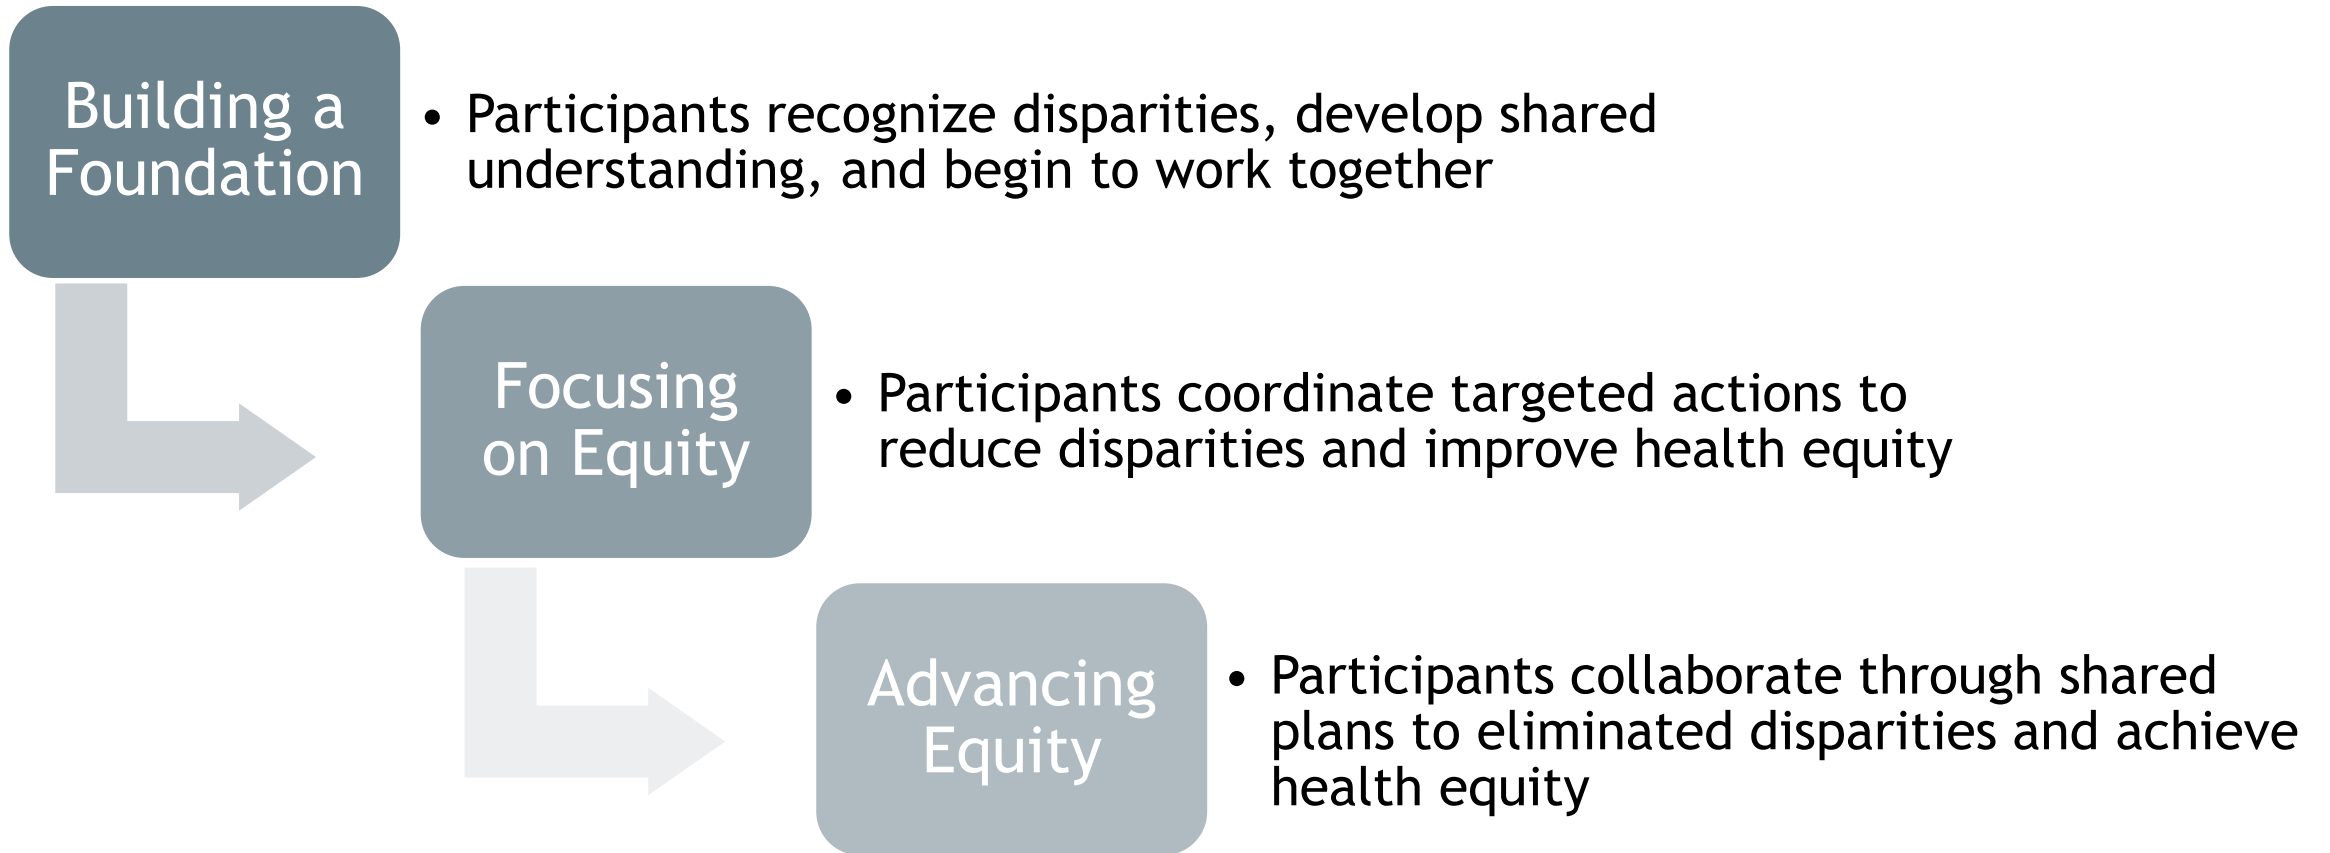 Building a
Foundation
• Participants recognize disparities, develop shared
understanding, and begin to work together
Focusing
on Equity
• Participants coordinate targeted actions to
reduce disparities and improve health equity
Advancing
Equity
• Participants collaborate through shared
plans to eliminated disparities and achieve
health equity